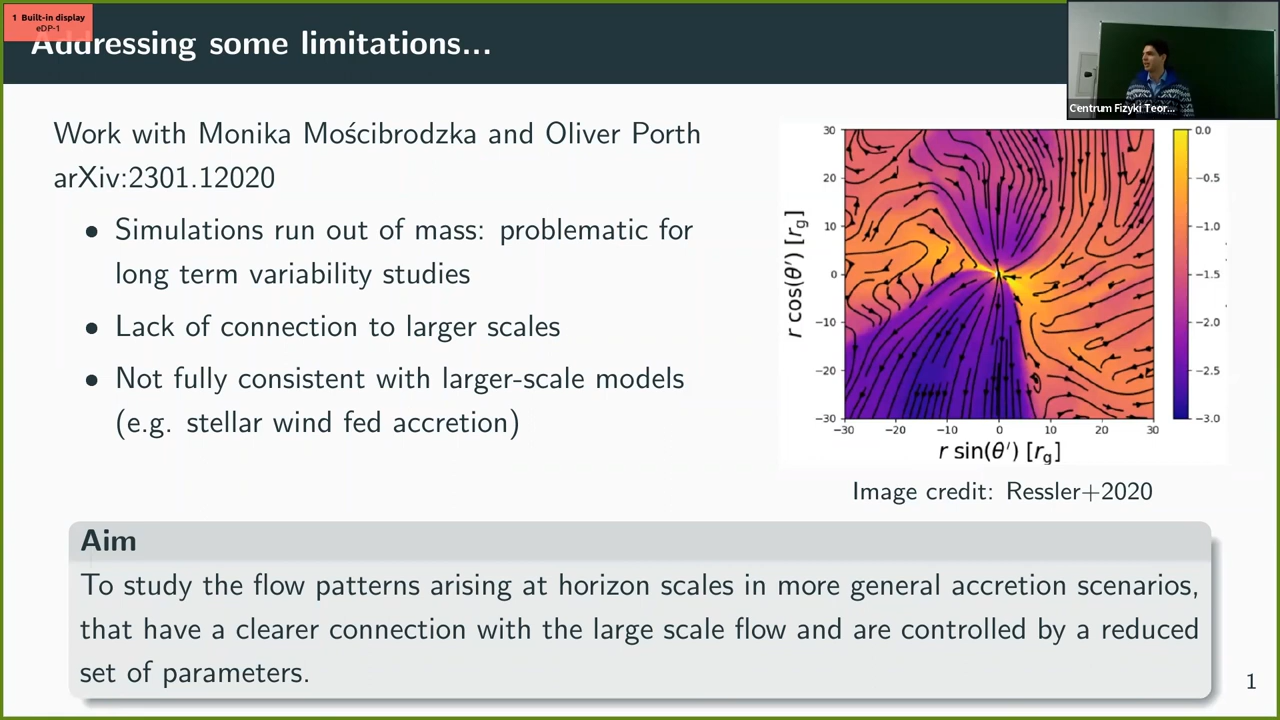 1 Built-in display
eDP-1
Addressing some limitations...
Centrum Fizyki Teor...
Work with Monika Mościbrodzka and Oliver Porth
arXiv:2301.12020
• Simulations run out of mass: problematic for
long term variability studies
• Lack of connection to larger scales
• Not fully consistent with larger-scale models
(e.g. stellar wind fed accretion)
30
20
10
0
−10
−20
−30
r cos(θ′) [rg]
−30 −20 −10 0 10 20 30
r sin(θ′) [rg]
0.0
−0.5
−1.0
−1.5
−2.0
−2.5
−3.0
Image credit: Ressler+2020
Aim
To study the flow patterns arising at horizon scales in more general accretion scenarios,
that have a clearer connection with the large scale flow and are controlled by a reduced
set of parameters.
1